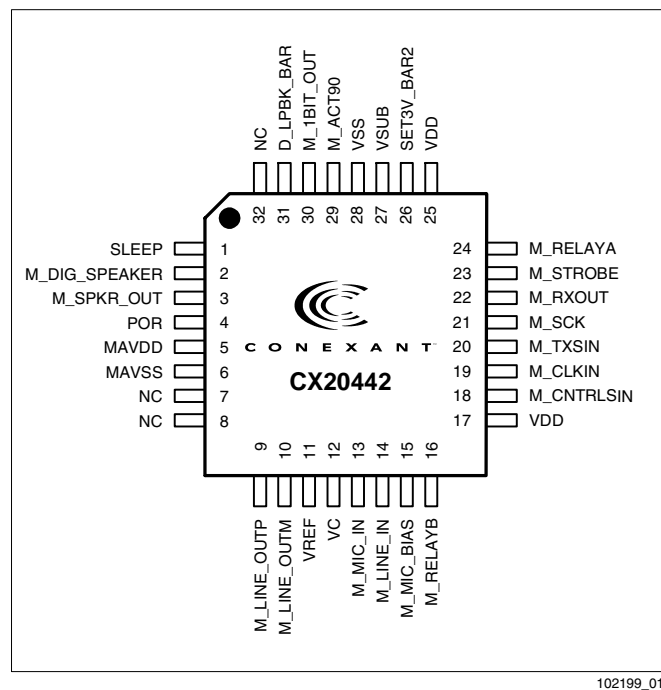 NC
D_LPBK_BAR
M_1BIT_OUT
M_ACT90
VSS
VSUB
SET3V_BAR2
VDD
32
31
30
29
28
27
26
25
SLEEP 1
M_DIG_SPEAKER 2
M_SPKR_OUT 3
POR 4
MAVDD 5
MAVSS 6
NC 7
NC 8
24 M_RELAYA
23 M_STROBE
22 M_RXOUT
21 M_SCK
20 M_TXSIN
19 M_CLKIN
18 M_CNTRLSIN
17 VDD
CONEXANT
CX20442
9
10
11
12
13
14
15
16
M_LINE_OUTP
M_LINE_OUTM
VREF
VC
M_MIC_IN
M_LINE_IN
M_MIC_BIAS
M_RELAYB
102199_01